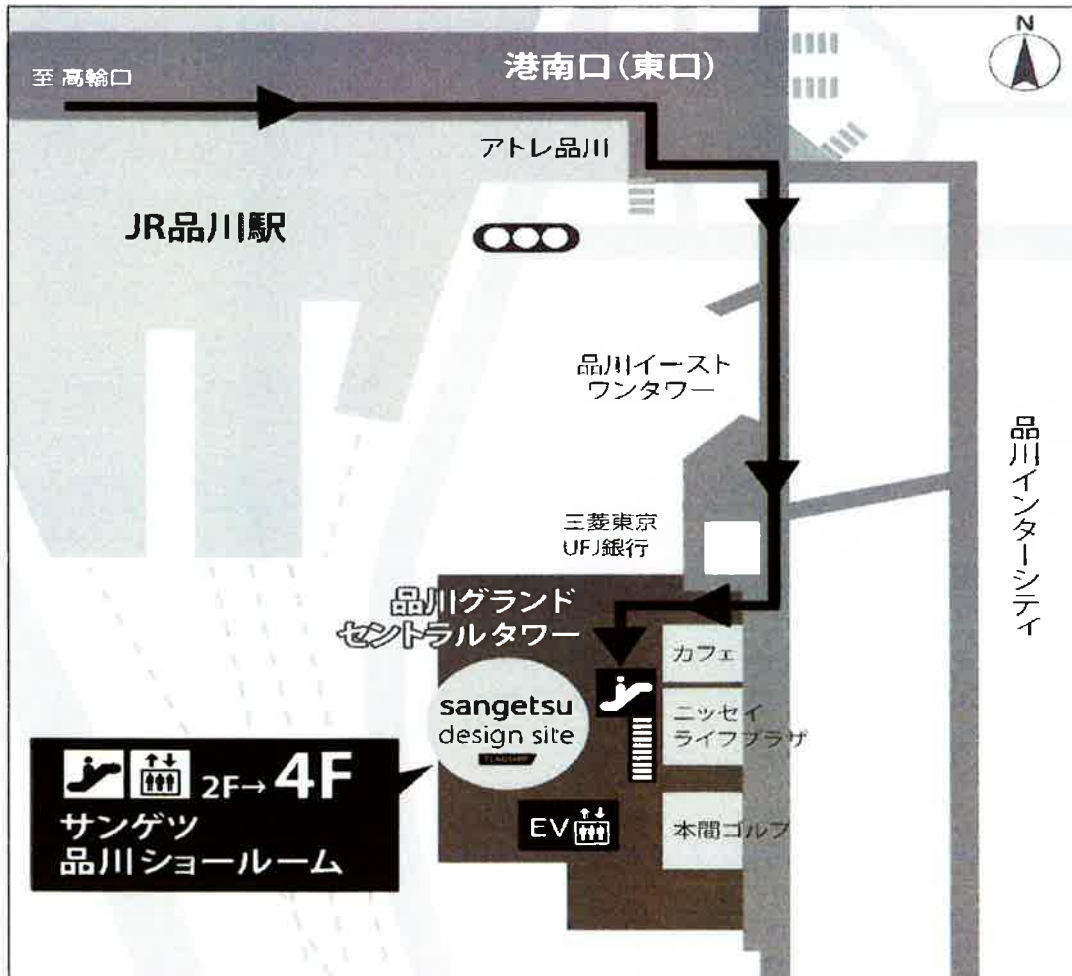 港南口(東口)
N
至 高輪口
アトレ品川
JR品川駅
品川イースト
ワンタワー
品川インターシティ
三菱東京
UFJ銀行
品川グランド
セントラルタワー
カフェ
sangetsu
design site
FLAGSHIP
ニッセイ
ライフプラザ
2F→4F
サンゲツ
品川ショールーム
EV
本間ゴルフ